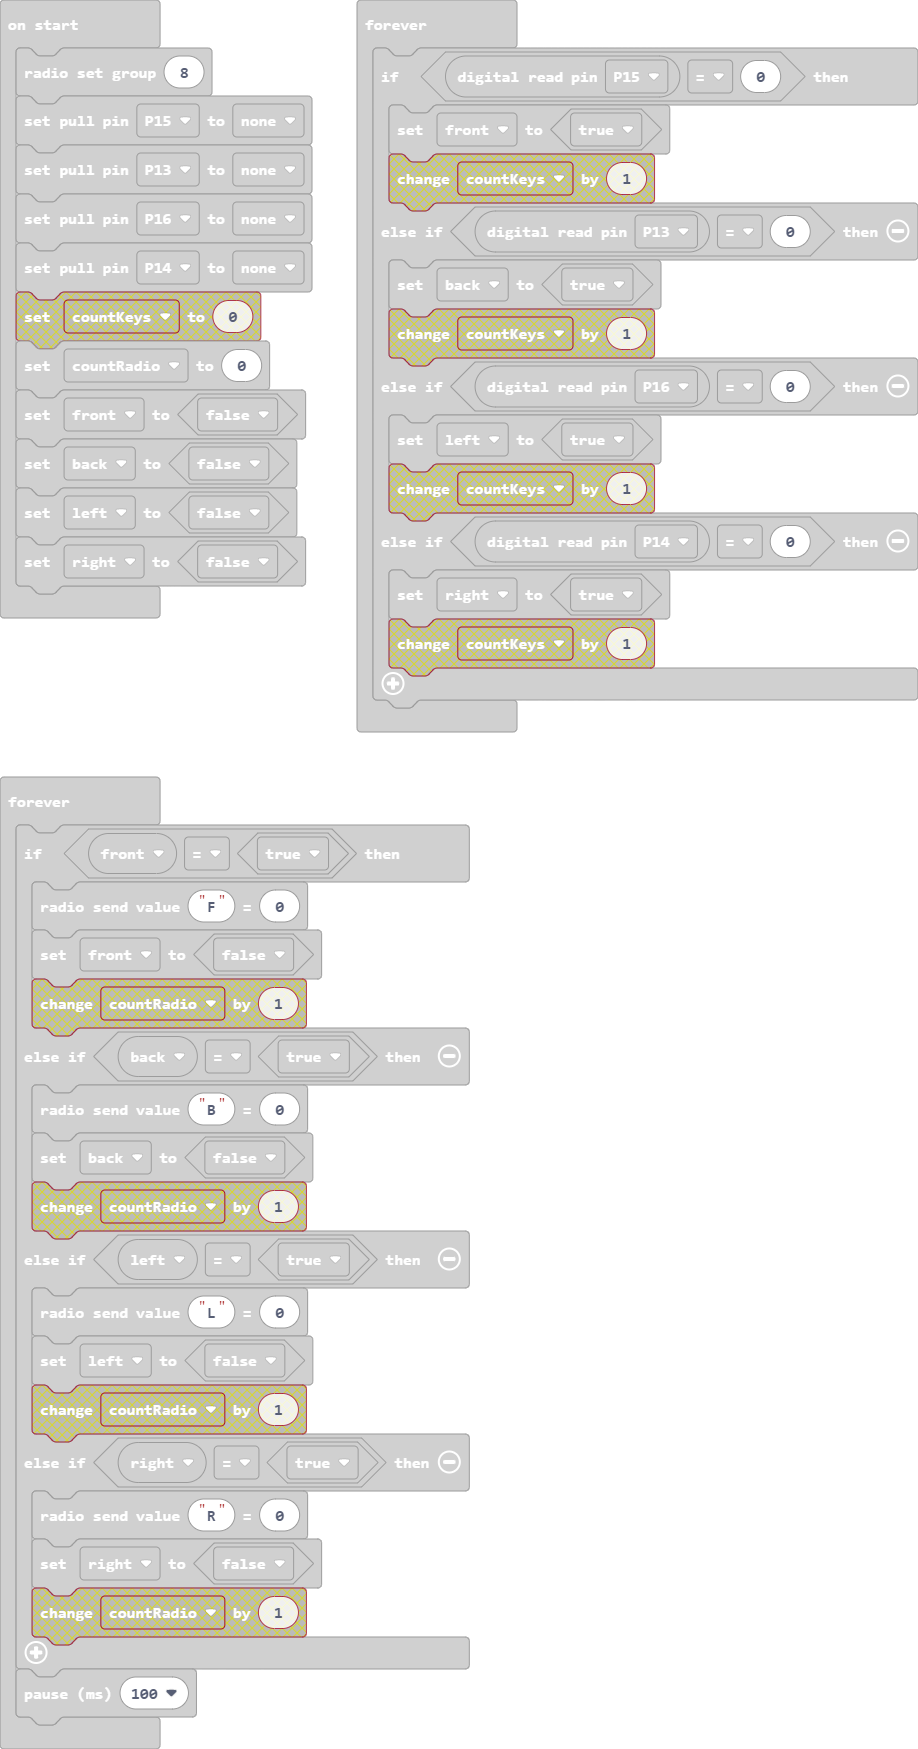 on start
radio set group 8
set pull pin P15 to none
set pull pin P13 to none
set pull pin P16 to none
set pull pin P14 to none
set countKeys to 0
set countRadio to 0
set front to false
set back to false
set left to false
set right to false
forever
if digital read pin P15 = 0 then
set front to true
change countKeys by 1
else if digital read pin P13 = 0 then
set back to true
change countKeys by 1
else if digital read pin P16 = 0 then
set left to true
change countKeys by 1
else if digital read pin P14 = 0 then
set right to true
change countKeys by 1
forever
if front = true then
radio send value "F" = 0
set front to false
change countRadio by 1
else if back = true then
radio send value "B" = 0
set back to false
change countRadio by 1
else if left = true then
radio send value "L" = 0
set left to false
change countRadio by 1
else if right = true then
radio send value "R" = 0
set right to false
change countRadio by 1
pause (ms) 100